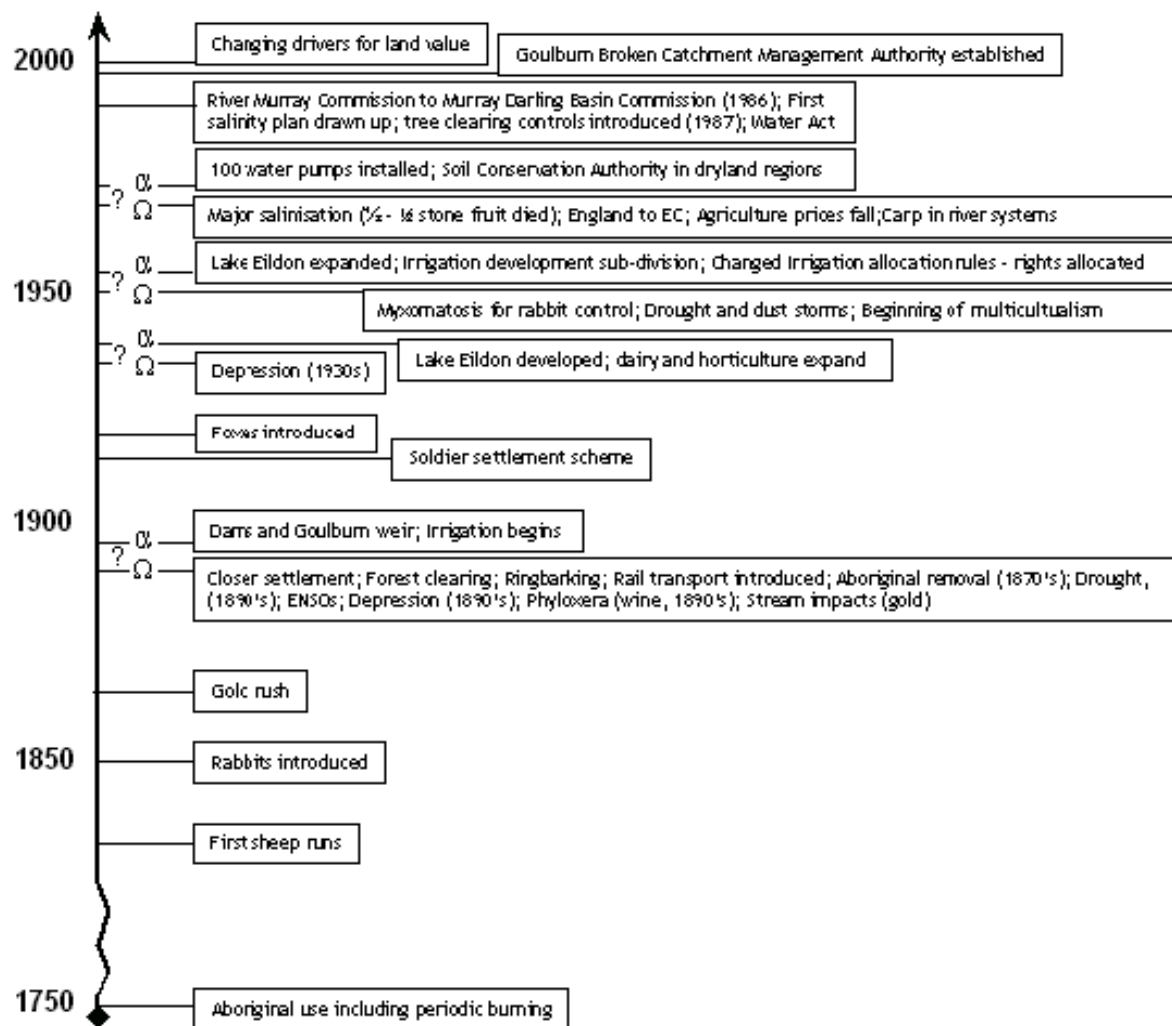 2000
Changing drivers for land value
Goulburn Broken Catchment Management Authority established
River Murray Commission to Murray Darling Basin Commission (1986); First
salinity plan drawn up; tree clearing controls introduced (1987); Water Act
100 water pumps installed; Soil Conservation Authority in dryland regions
α
?
Ω
Major salinisation ( - stone fruit died); England to EC; Agriculture prices fall;Carp in river systems
Lake Eildon expanded; Irrigation development sub-division; Changed Irrigation allocation rules - rights allocated
α
?
Ω
1950
Myxomatosis for rabbit control; Drought and dust storms; Beginning of multicultualism
α
?
Ω
Lake Eildon developed; dairy and horticulture expand
Depression (1930s)
Foxes introduced
Soldier settlement scheme
1900
Dams and Goulburn weir; Irrigation begins
α
?
Ω
Closer settlement; Forest clearing; Ringbarking; Rail transport introduced; Aboriginal removal (1870's); Drought,
(1890's); ENSOs; Depression (1890's); Phyloxera (wine, 1890's); Stream impacts (gold)
Gold rush
1850
Rabbits introduced
First sheep runs
1750
Aboriginal use including periodic burning